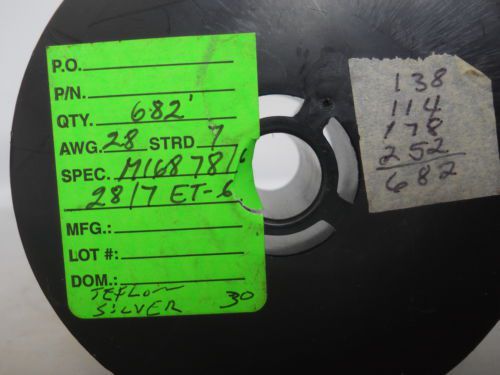 P.O.
P/N.
QTY. 682'
AWG. 28 STRD 7
SPEC. M16878/6
28/7 ET-6
MFG.:
LOT #:
DOM.:
TEFLON
SILVER 30
138
114
178
252
682